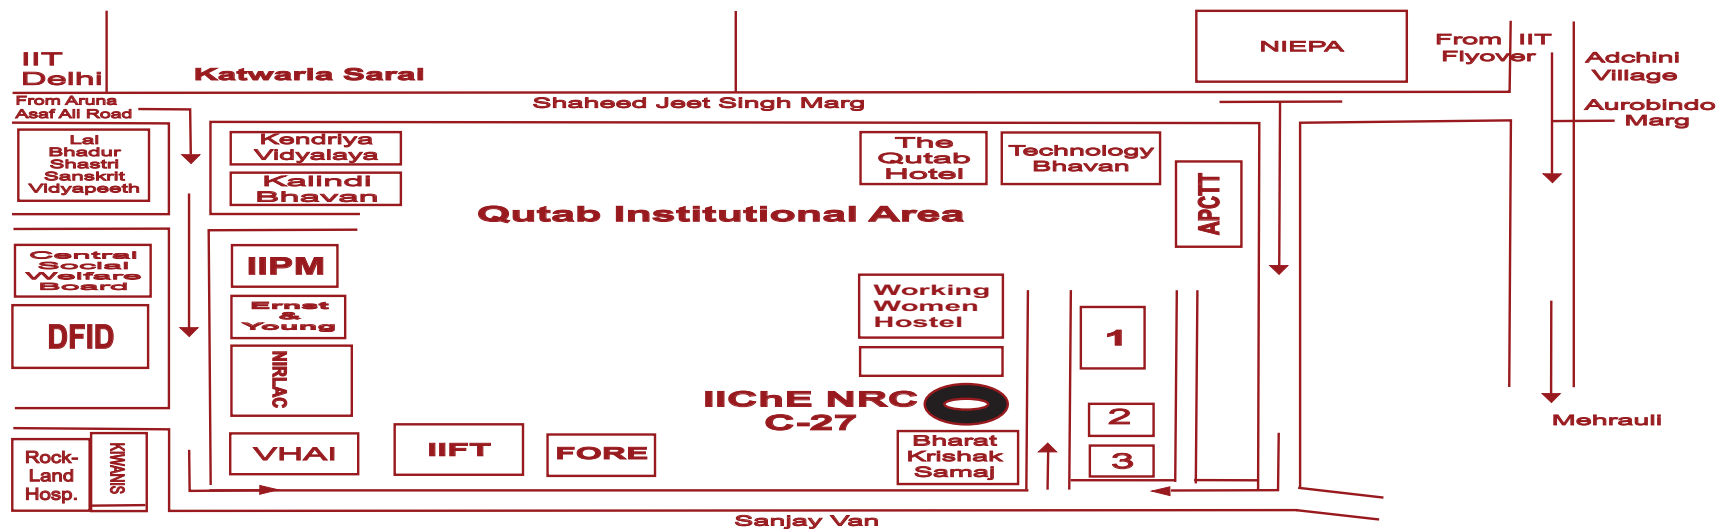 IIT
Delhi
Katwaria Sarai
NIEPA
From IIT
Flyover
Adchini
Village
From Aruna
Asaf Ali Road
Shaheed Jeet Singh Marg
Aurobindo
Marg
Lal
Bhadur
Shastri
Sanskrit
Vidyapeeth
Kendriya
Vidyalaya
Kalindi
Bhavan
The
Qutab
Hotel
Technology
Bhavan
APCTT
Qutab Institutional Area
Central
Social
Welfare
Board
IIPM
Ernst
&
Young
DFID
NIRLAC
Working
Women
Hostel
1
IIChE NRC
C-27
2
3
Mehrauli
Rock-
Land
Hosp.
KIWANIS
VHAI
IIFT
FORE
Bharat
Krishak
Samaj
Sanjay Van